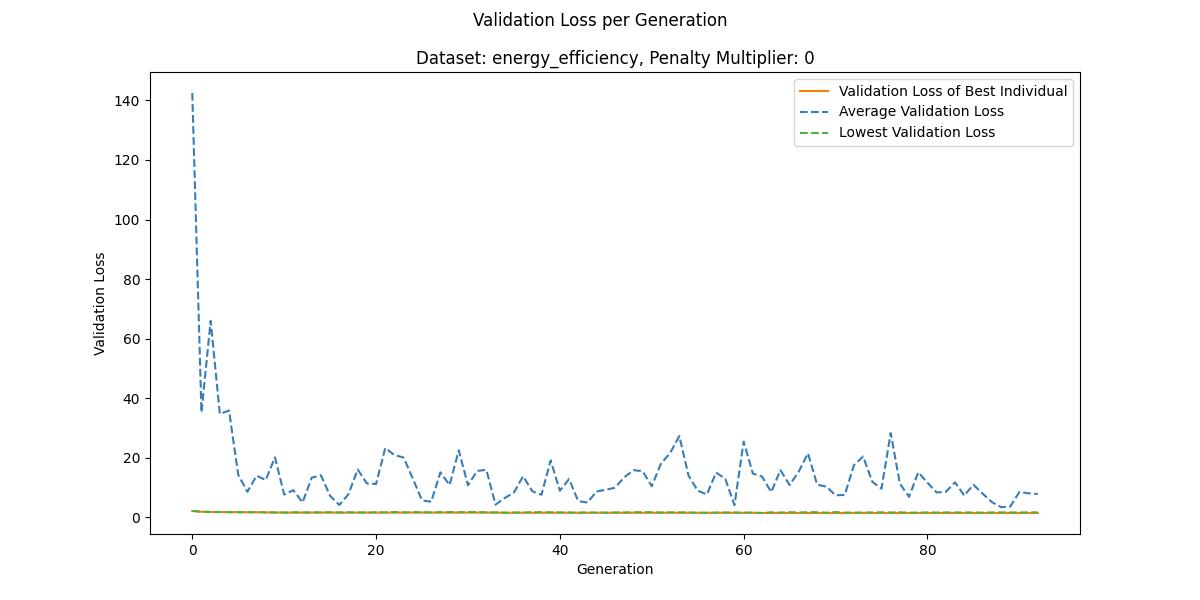 Validation Loss per Generation
Dataset: energy_efficiency, Penalty Multiplier: 0
Validation Loss of Best Individual
Average Validation Loss
Lowest Validation Loss
140
120
100
80
60
40
20
0
Validation Loss
0 20 40 60 80
Generation